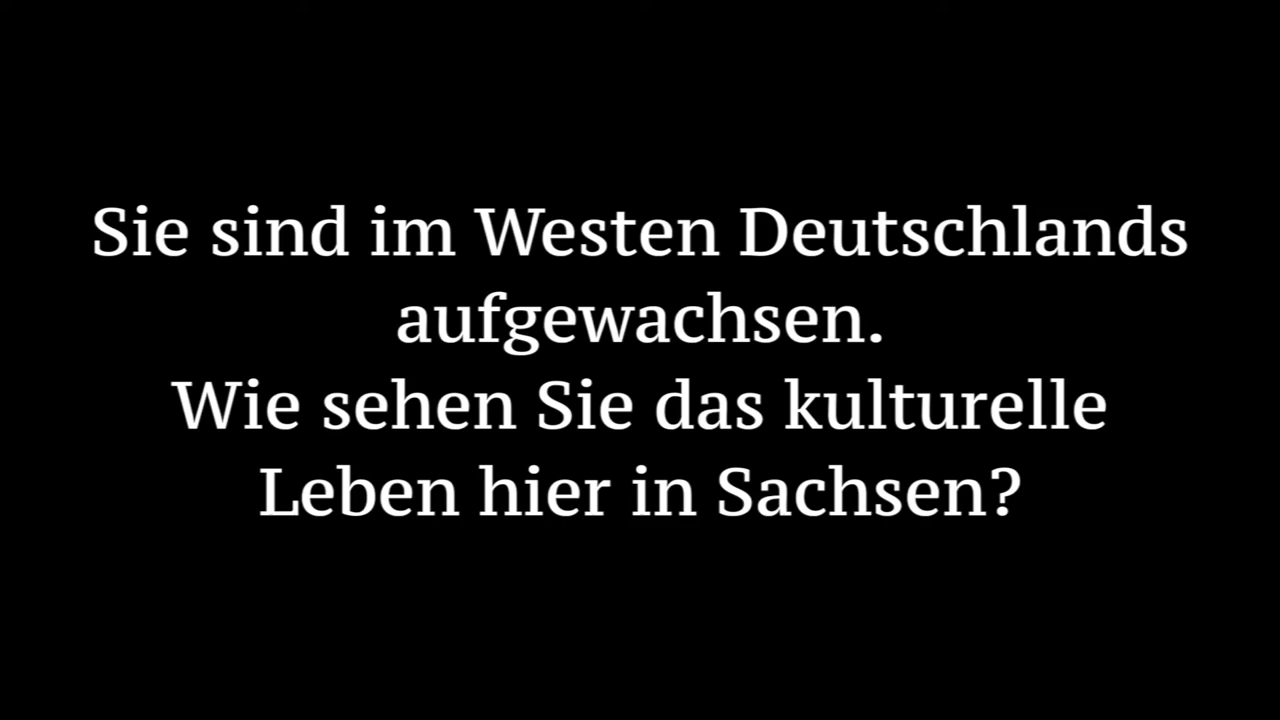 Sie sind im Westen Deutschlands
aufgewachsen.
Wie sehen Sie das kulturelle
Leben hier in Sachsen?